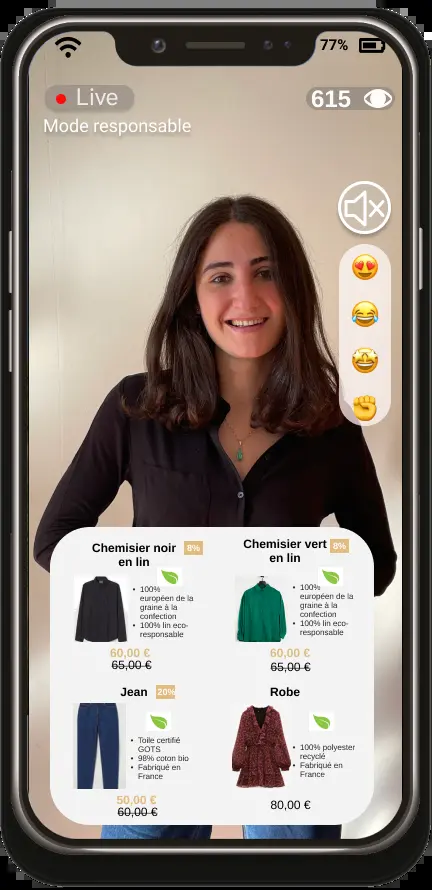 77%
Live
615
Mode responsable
Chemisier noir
en lin
8%
• 100%
européen de la
graine à la
confection
• 100% lin eco-
responsable
60,00 €
65,00 €
Chemisier vert
en lin
8%
• 100%
européen de la
graine à la
confection
• 100% lin eco-
responsable
60,00 €
65,00 €
Jean
20%
• Toile certifié
GOTS
• 98% coton bio
• Fabriqué en
France
50,00 €
60,00 €
Robe
• 100% polyester
recyclé
• Fabriqué en
France
80,00 €